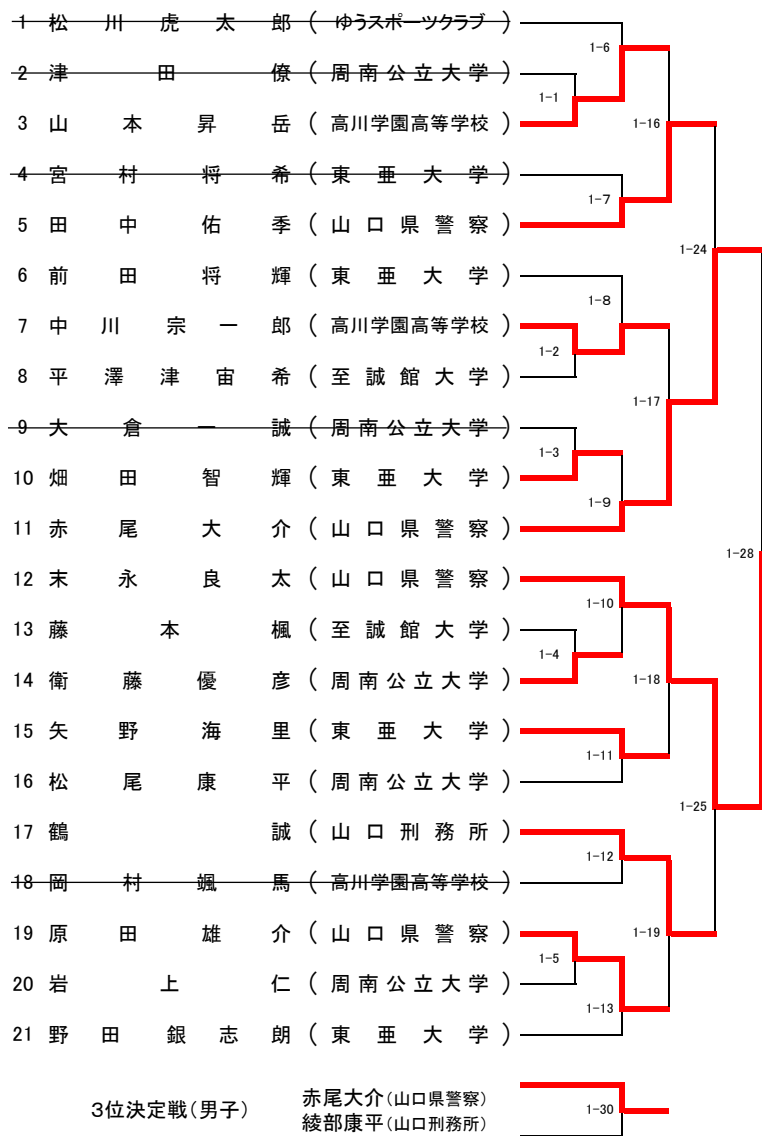 1 松川虎太郎 (ゆうスポーツクラブ)
2 津田僚 (周南公立大学)
3 山本昇岳 (高川学園高等学校)
4 宮村将希 (東亜大学)
5 田中佑季 (山口県警察)
6 前田将輝 (東亜大学)
7 中川宗一郎 (高川学園高等学校)
8 平澤津宙希 (至誠館大学)
9 大倉一誠 (周南公立大学)
10 畑田智輝 (東亜大学)
11 赤尾大介 (山口県警察)
12 末永良太 (山口県警察)
13 藤本楓 (至誠館大学)
14 衛藤優彦 (周南公立大学)
15 矢野海里 (東亜大学)
16 松尾康平 (周南公立大学)
17 鶴誠 (山口刑務所)
18 岡村颯馬 (高川学園高等学校)
19 原田雄介 (山口県警察)
20 岩上仁 (周南公立大学)
21 野田銀志朗 (東亜大学)
1-1
1-2
1-3
1-4
1-5
1-6
1-7
1-8
1-9
1-10
1-11
1-12
1-13
1-16
1-17
1-18
1-19
1-24
1-25
1-28
3位決定戦(男子)
赤尾大介(山口県警察)
綾部康平(山口刑務所)
1-30